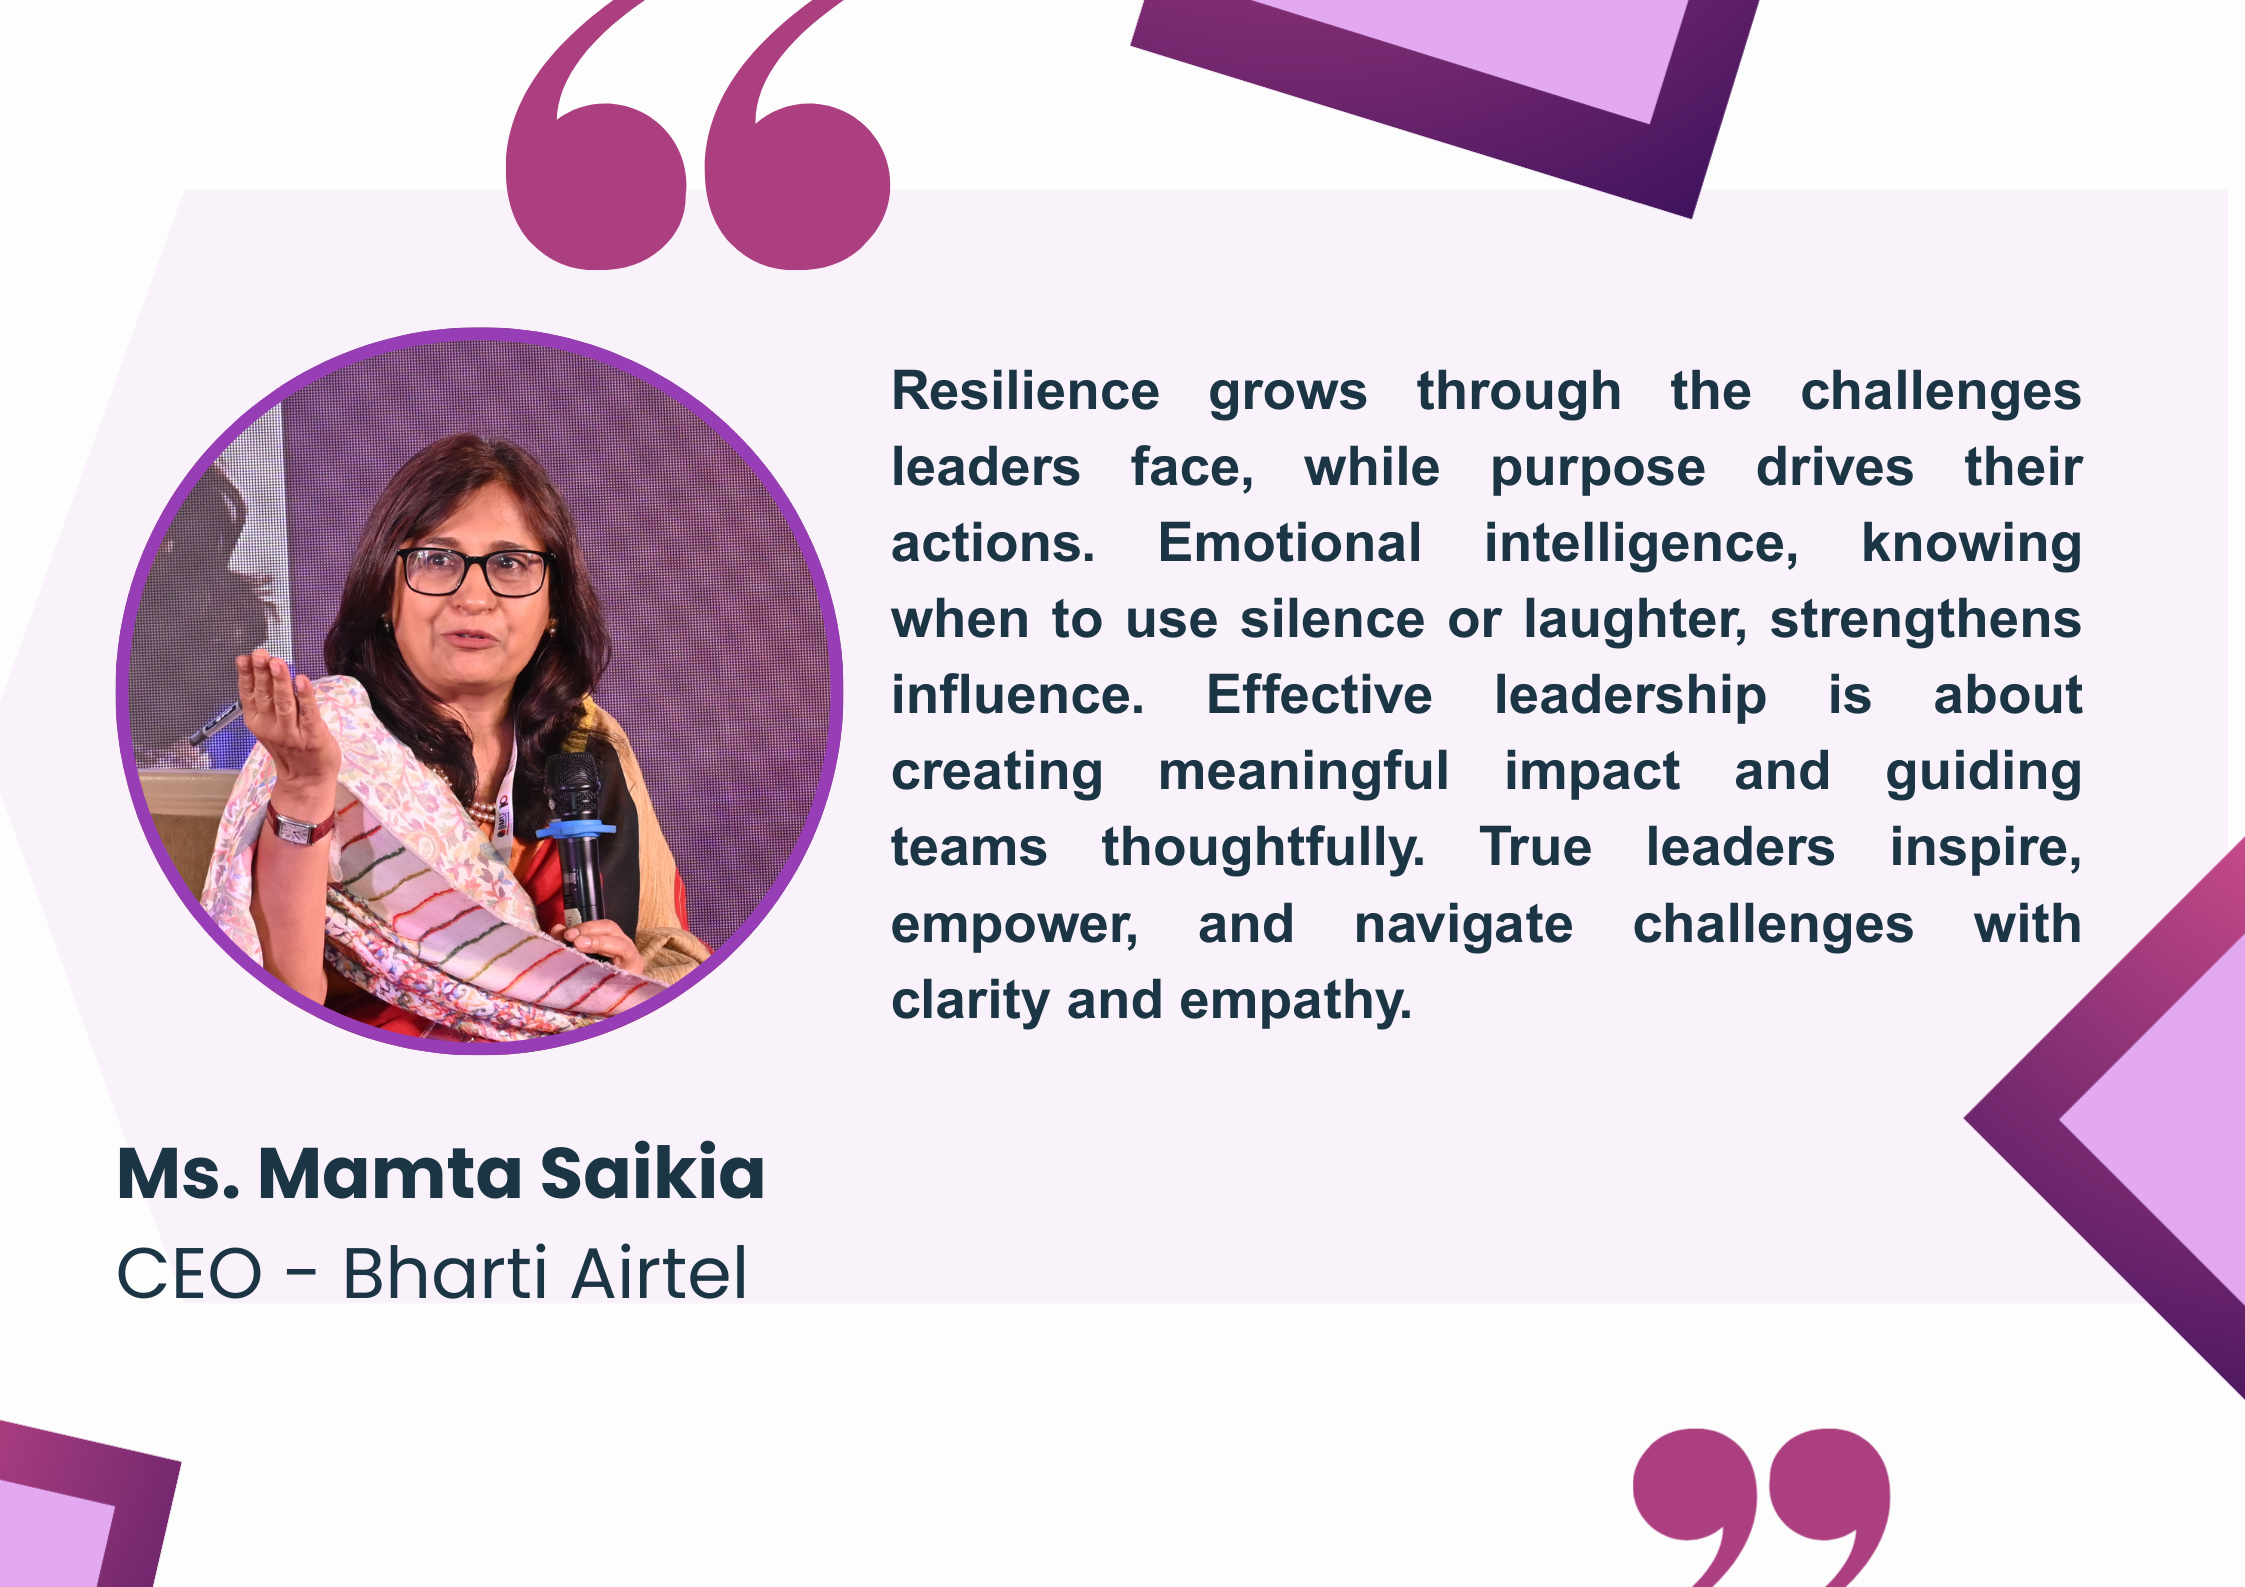 Resilience grows through the challenges
leaders face, while purpose drives their
actions. Emotional intelligence, knowing
when to use silence or laughter, strengthens
influence. Effective leadership is about
creating meaningful impact and guiding
teams thoughtfully. True leaders inspire,
empower, and navigate challenges with
clarity and empathy.
Ms. Mamta Saikia
CEO - Bharti Airtel